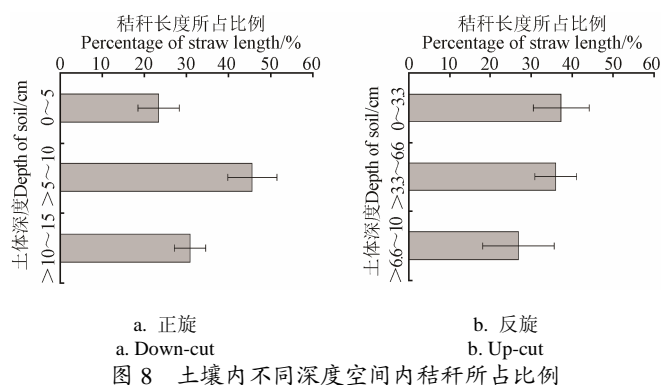 秸秆长度所占比例
Percentage of straw length/%
0 10 20 30 40 50 60
土体深度Depth of soil/cm
0～5
>5～10
>10～15
a. 正旋
a. Down-cut
秸秆长度所占比例
Percentage of straw length/%
0 10 20 30 40 50 60
土体深度Depth of soil/cm
0～3.3
>3.3～6.6
>6.6～10
b. 反旋
b. Up-cut
图 8 土壤内不同深度空间内秸秆所占比例